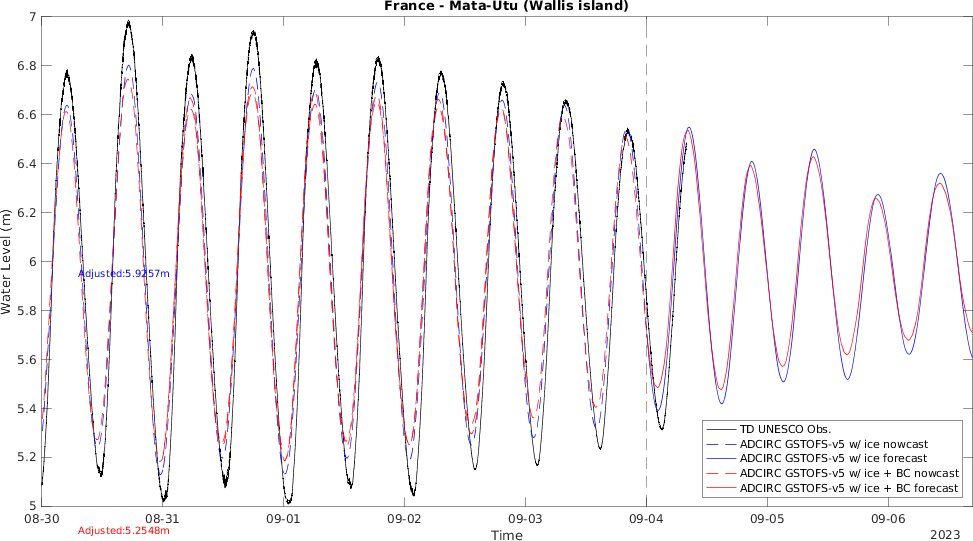 France - Mata-Utu (Wallis island)
7
6.8
6.6
6.4
6.2
6
5.8
5.6
5.4
5.2
5
Water Level (m)
Adjusted:5.9257m
Adjusted:5.2548m
TD UNESCO Obs.
ADCIRC GSTOFS-v5 w/ ice nowcast
ADCIRC GSTOFS-v5 w/ ice forecast
ADCIRC GSTOFS-v5 w/ ice + BC nowcast
ADCIRC GSTOFS-v5 w/ ice + BC forecast
08-30 08-31 09-01 09-02 09-03 09-04 09-05 09-06
Time
2023